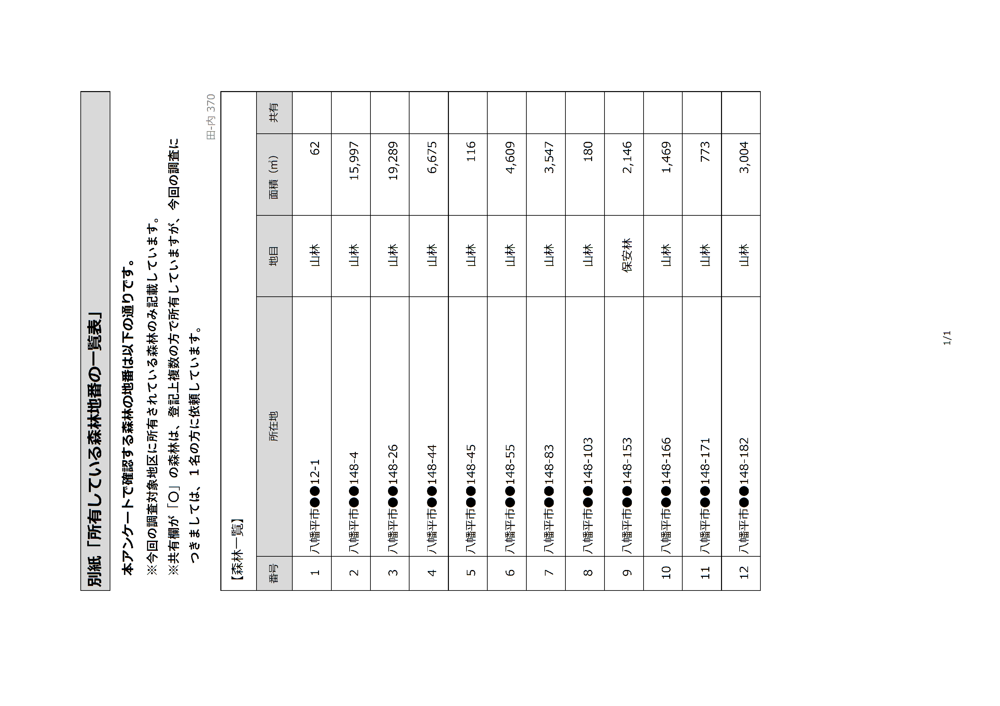 別紙「所有している森林地番の一覧表」
本アンケートで確認する森林の地番は以下の通りです。
※今回の調査対象地区に所有されている森林のみ記載しています。
※共有欄が「〇」の森林は、登記上複数の方で所有していますが、今回の調査に
つきましては、１名の方に依頼しています。
田-内 370
【森林一覧】
番号 所在地 地目 面積（㎡） 共有
1 八幡平市●●12-1 山林 62
2 八幡平市●●148-4 山林 15,997
3 八幡平市●●148-26 山林 19,289
4 八幡平市●●148-44 山林 6,675
5 八幡平市●●148-45 山林 116
6 八幡平市●●148-55 山林 4,609
7 八幡平市●●148-83 山林 3,547
8 八幡平市●●148-103 山林 180
9 八幡平市●●148-153 保安林 2,146
10 八幡平市●●148-166 山林 1,469
11 八幡平市●●148-171 山林 773
12 八幡平市●●148-182 山林 3,004
1/1